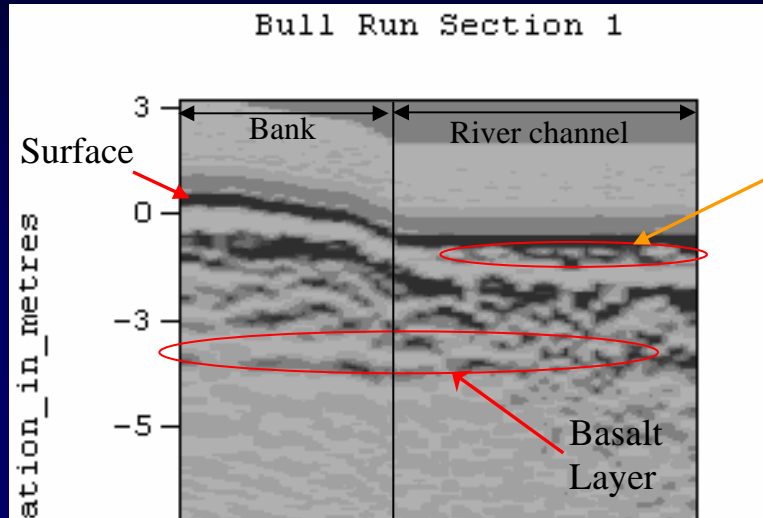 Bull Run Section 1
3
Bank
River channel
Surface
0
-3
-5
Basalt
Layer
ation_in_metres